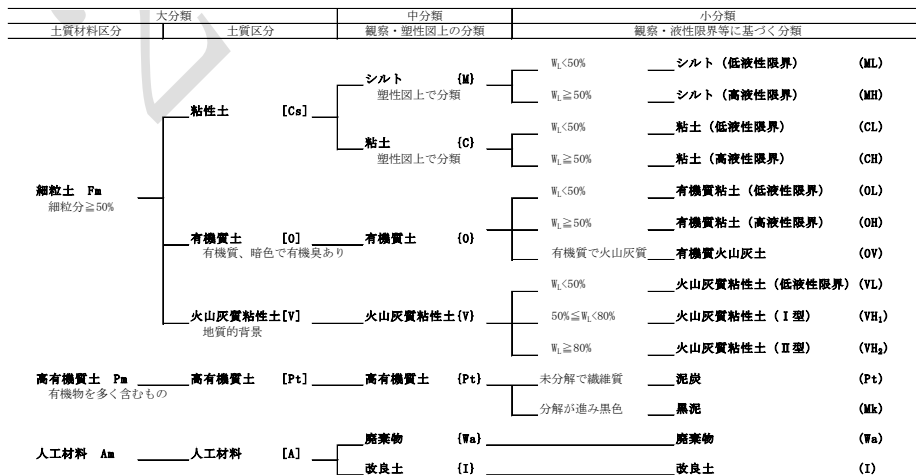 大分類 中分類 小分類
土質材料区分 土質区分 観察・塑性図上の分類 観察・液性限界等に基づく分類
W_L<50% シルト（低液性限界） (ML)
シルト {M}
塑性図上で分類
W_L≧50% シルト（高液性限界） (MH)
粘性土 [Cs]
W_L<50% 粘土（低液性限界） (CL)
粘土 {C}
塑性図上で分類
W_L≧50% 粘土（高液性限界） (CH)
細粒土 Fm
細粒分≧50%
W_L<50% 有機質粘土（低液性限界） (OL)
W_L≧50% 有機質粘土（高液性限界） (OH)
有機質土 [O] 有機質土 {O}
有機質、暗色で有機臭あり 有機質で火山灰質 有機質火山灰土 (OV)
W_L<50% 火山灰質粘性土（低液性限界） (VL)
火山灰質粘性土[V] 火山灰質粘性土{V} 50%≦W_L<80% 火山灰質粘性土（Ⅰ型） (VH₁)
地質的背景
W_L≧80% 火山灰質粘性土（Ⅱ型） (VH₂)
高有機質土 Pm 高有機質土 [Pt] 高有機質土 {Pt} 未分解で繊維質 泥炭 (Pt)
有機物を多く含むもの
分解が進み黒色 黒泥 (Mk)
廃棄物 {Wa} 廃棄物 (Wa)
人工材料 Am 人工材料 [A]
改良土 {I} 改良土 (I)